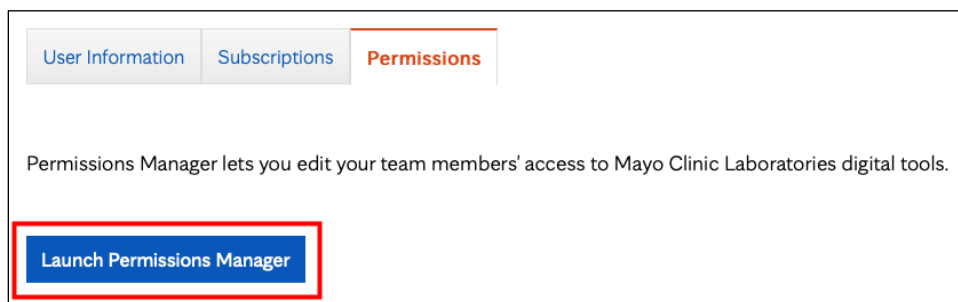 User Information Subscriptions Permissions
Permissions Manager lets you edit your team members' access to Mayo Clinic Laboratories digital tools.
Launch Permissions Manager